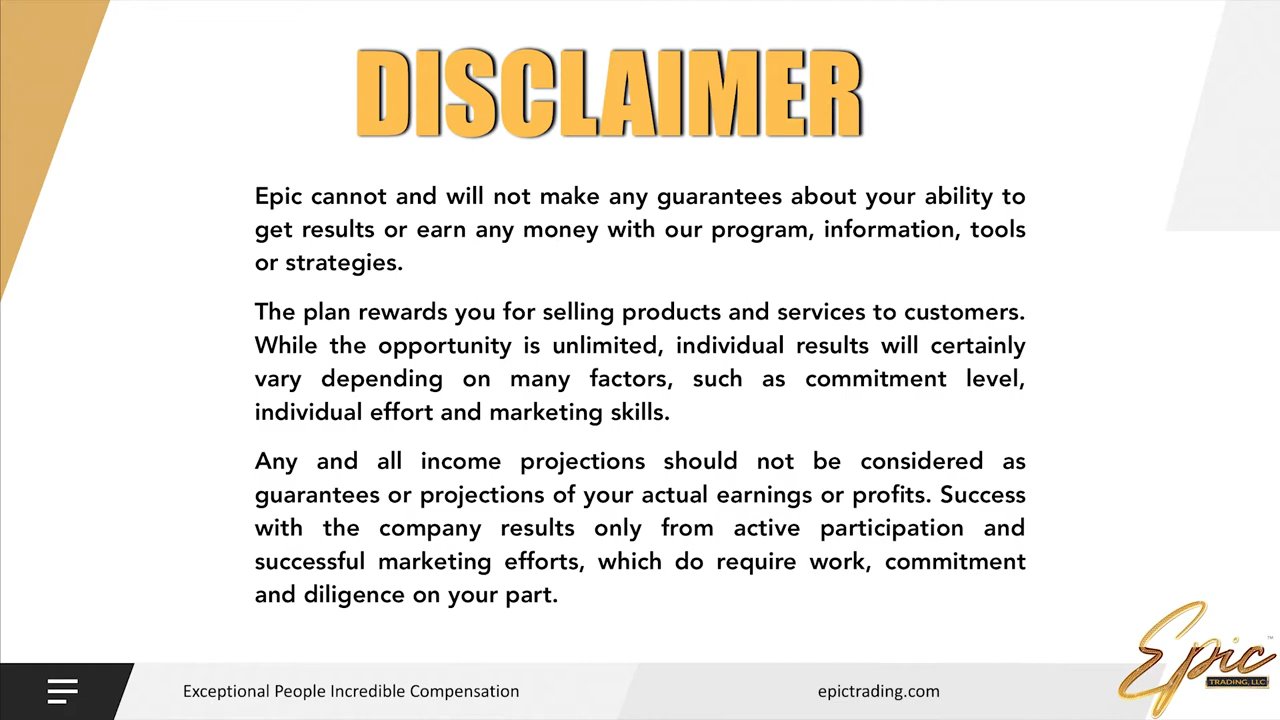 DISCLAIMER
Epic cannot and will not make any guarantees about your ability to
get results or earn any money with our program, information, tools
or strategies.
The plan rewards you for selling products and services to customers.
While the opportunity is unlimited, individual results will certainly
vary depending on many factors, such as commitment level,
individual effort and marketing skills.
Any and all income projections should not be considered as
guarantees or projections of your actual earnings or profits. Success
with the company results only from active participation and
successful marketing efforts, which do require work, commitment
and diligence on your part.
Exceptional People Incredible Compensation
epictrading.com
Epic ™
TRADING, LLC